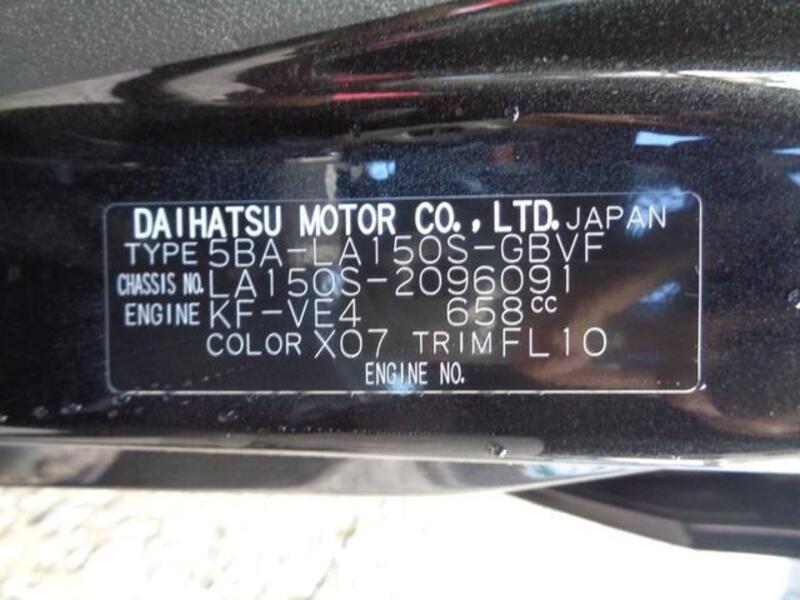 DAIHATSU MOTOR CO., LTD. JAPAN
TYPE 5BA-LA150S-GBVF
CHASSIS NO. LA150S-2096091
ENGINE KF-VE4 658cc
COLOR X07 TRIM FL10
ENGINE NO.